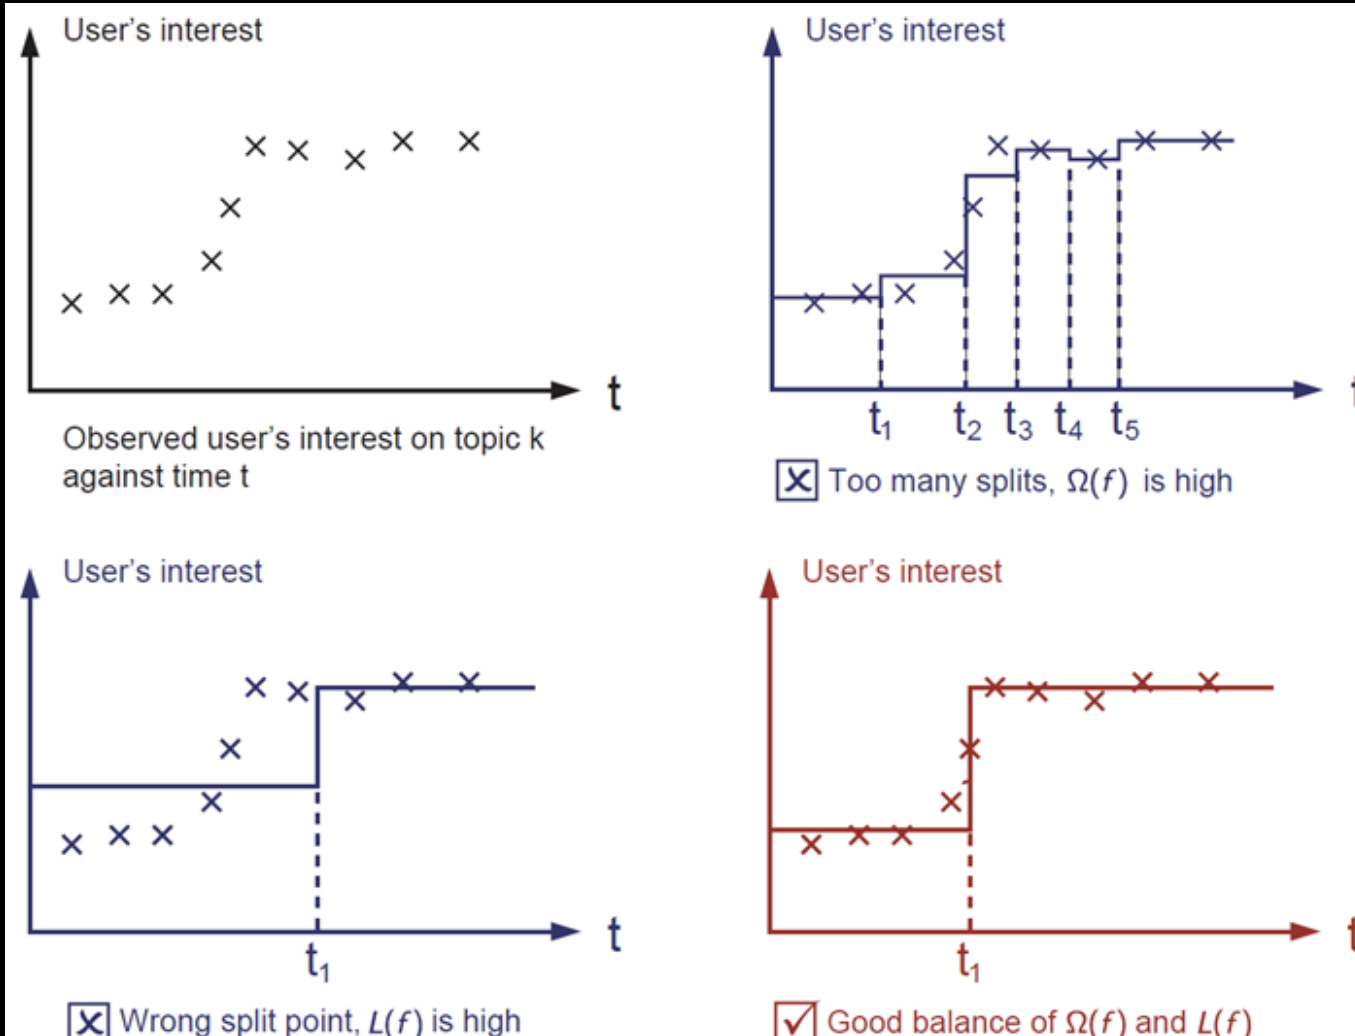 User's interest
t
Observed user's interest on topic k
against time t
User's interest
t
t₁ t₂ t₃ t₄ t₅
☒ Too many splits, Ω(f) is high
User's interest
t
t₁
☒ Wrong split point, L(f) is high
User's interest
t
t₁
☑ Good balance of Ω(f) and L(f)